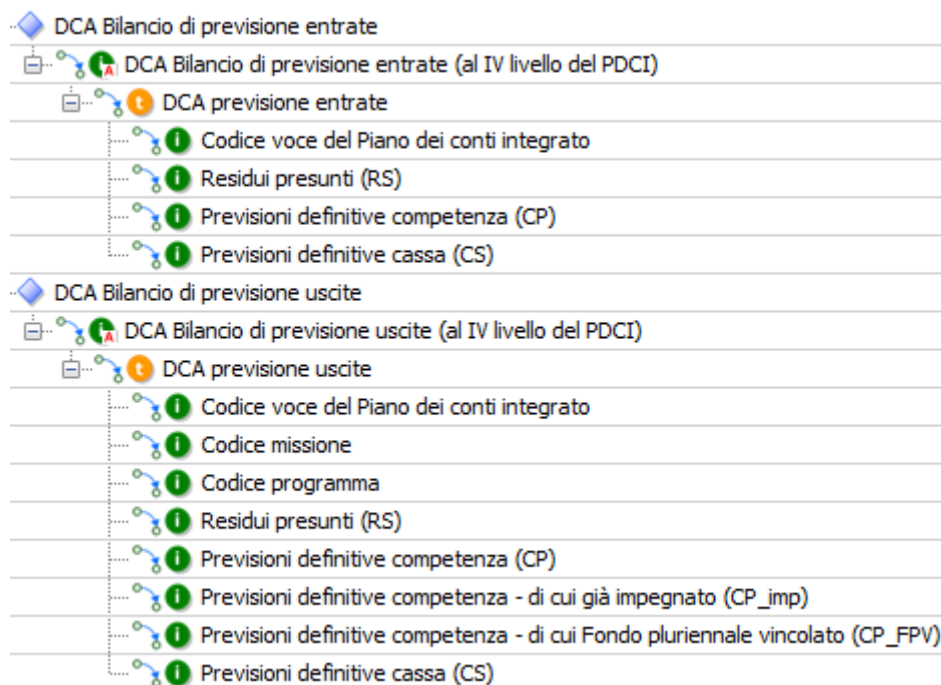 DCA Bilancio di previsione entrate
DCA Bilancio di previsione entrate (al IV livello del PDCI)
DCA previsione entrate
Codice voce del Piano dei conti integrato
Residui presunti (RS)
Previsioni definitive competenza (CP)
Previsioni definitive cassa (CS)
DCA Bilancio di previsione uscite
DCA Bilancio di previsione uscite (al IV livello del PDCI)
DCA previsione uscite
Codice voce del Piano dei conti integrato
Codice missione
Codice programma
Residui presunti (RS)
Previsioni definitive competenza (CP)
Previsioni definitive competenza - di cui già impegnato (CP_imp)
Previsioni definitive competenza - di cui Fondo pluriennale vincolato (CP_FPV)
Previsioni definitive cassa (CS)